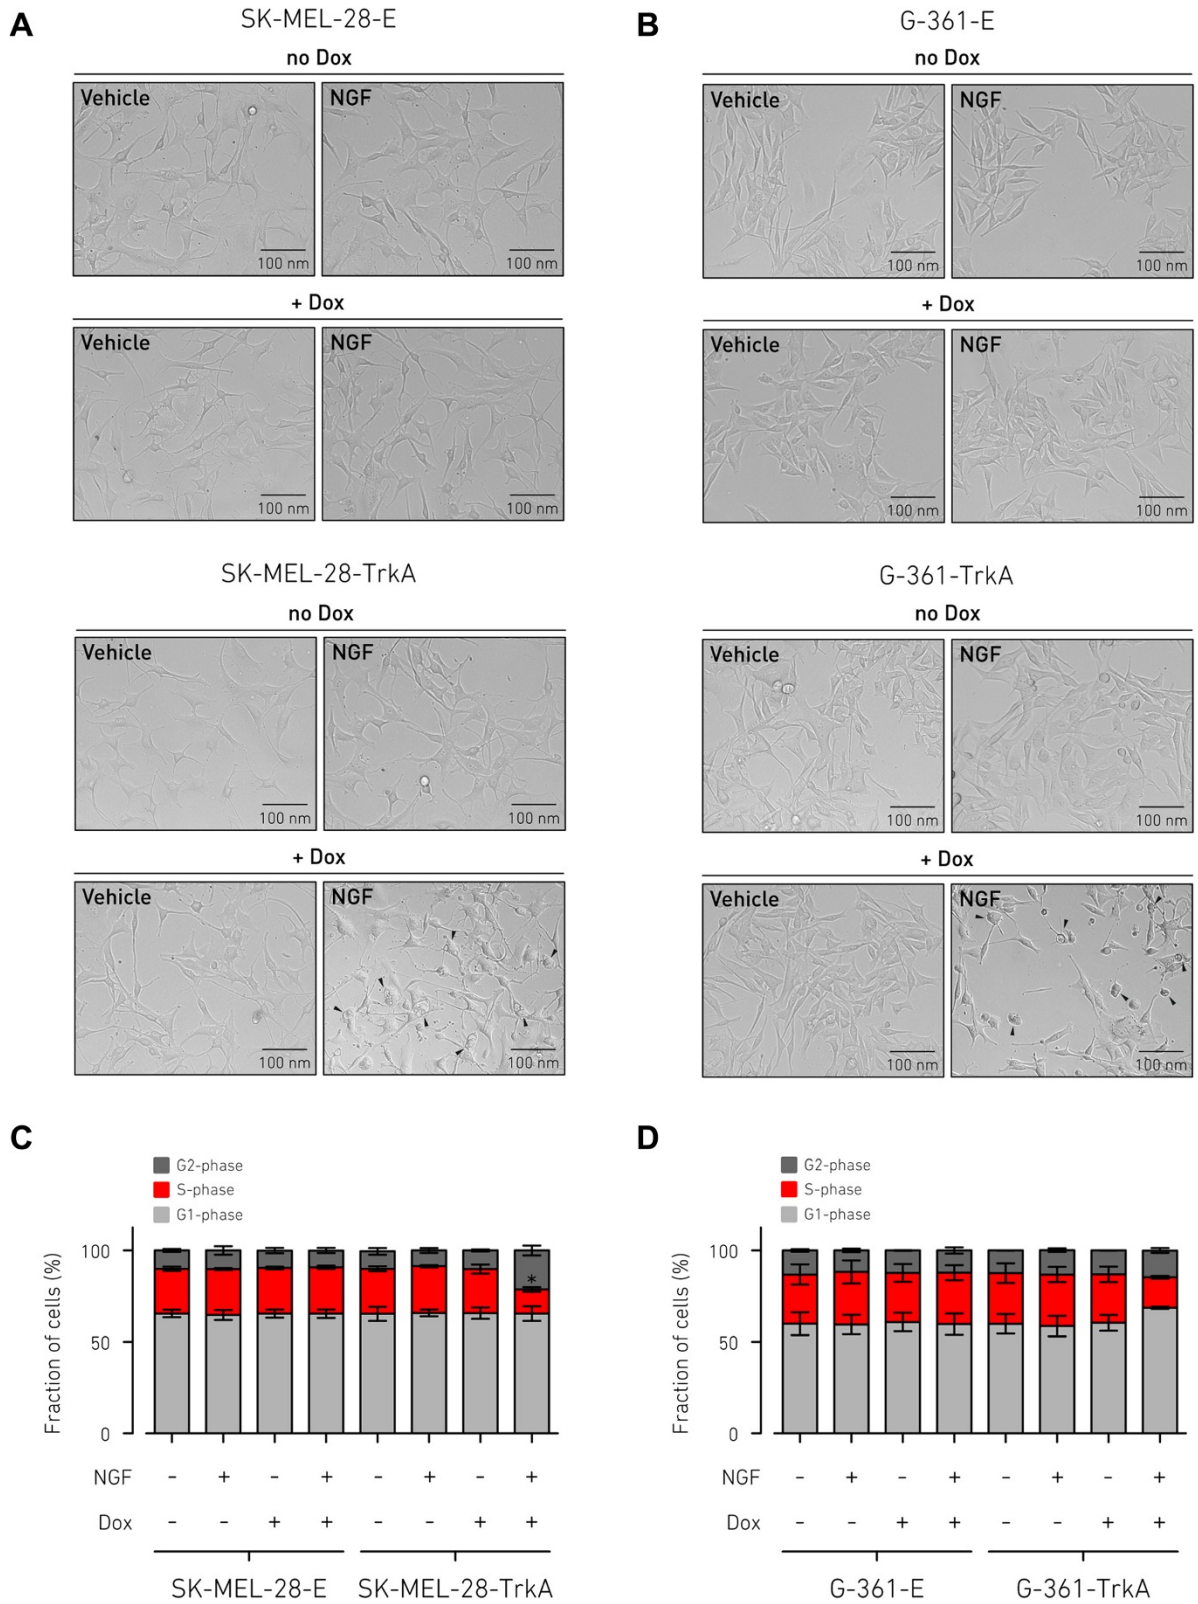 A
SK-MEL-28-E
no Dox
Vehicle
NGF
100 nm
100 nm
+ Dox
Vehicle
NGF
100 nm
100 nm
SK-MEL-28-TrkA
no Dox
Vehicle
NGF
100 nm
100 nm
+ Dox
Vehicle
NGF
100 nm
100 nm
B
G-361-E
no Dox
Vehicle
NGF
100 nm
100 nm
+ Dox
Vehicle
NGF
100 nm
100 nm
G-361-TrkA
no Dox
Vehicle
NGF
100 nm
100 nm
+ Dox
Vehicle
NGF
100 nm
100 nm
C
G2-phase
S-phase
G1-phase
Fraction of cells (%)
100
50
0
*
NGF - + - + - + - +
Dox - - + + - - + +
SK-MEL-28-E SK-MEL-28-TrkA
D
G2-phase
S-phase
G1-phase
Fraction of cells (%)
100
50
0
NGF - + - + - + - +
Dox - - + + - - + +
G-361-E G-361-TrkA